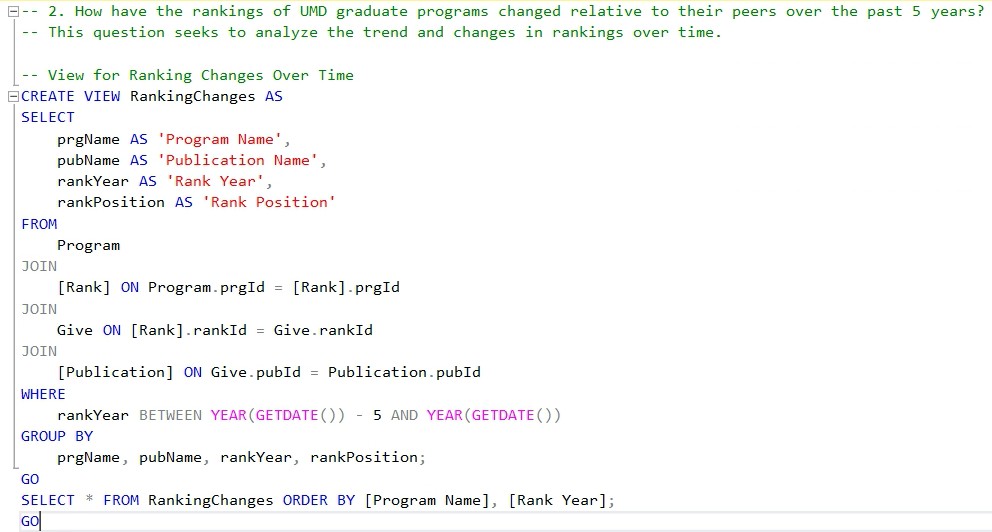 -- 2. How have the rankings of UMD graduate programs changed relative to their peers over the past 5 years?
-- This question seeks to analyze the trend and changes in rankings over time.
-- View for Ranking Changes Over Time
CREATE VIEW RankingChanges AS
SELECT
prgName AS 'Program Name',
pubName AS 'Publication Name',
rankYear AS 'Rank Year',
rankPosition AS 'Rank Position'
FROM
Program
JOIN
[Rank] ON Program.prgId = [Rank].prgId
JOIN
Give ON [Rank].rankId = Give.rankId
JOIN
[Publication] ON Give.pubId = Publication.pubId
WHERE
rankYear BETWEEN YEAR(GETDATE()) - 5 AND YEAR(GETDATE())
GROUP BY
prgName, pubName, rankYear, rankPosition;
GO
SELECT * FROM RankingChanges ORDER BY [Program Name], [Rank Year];
GO